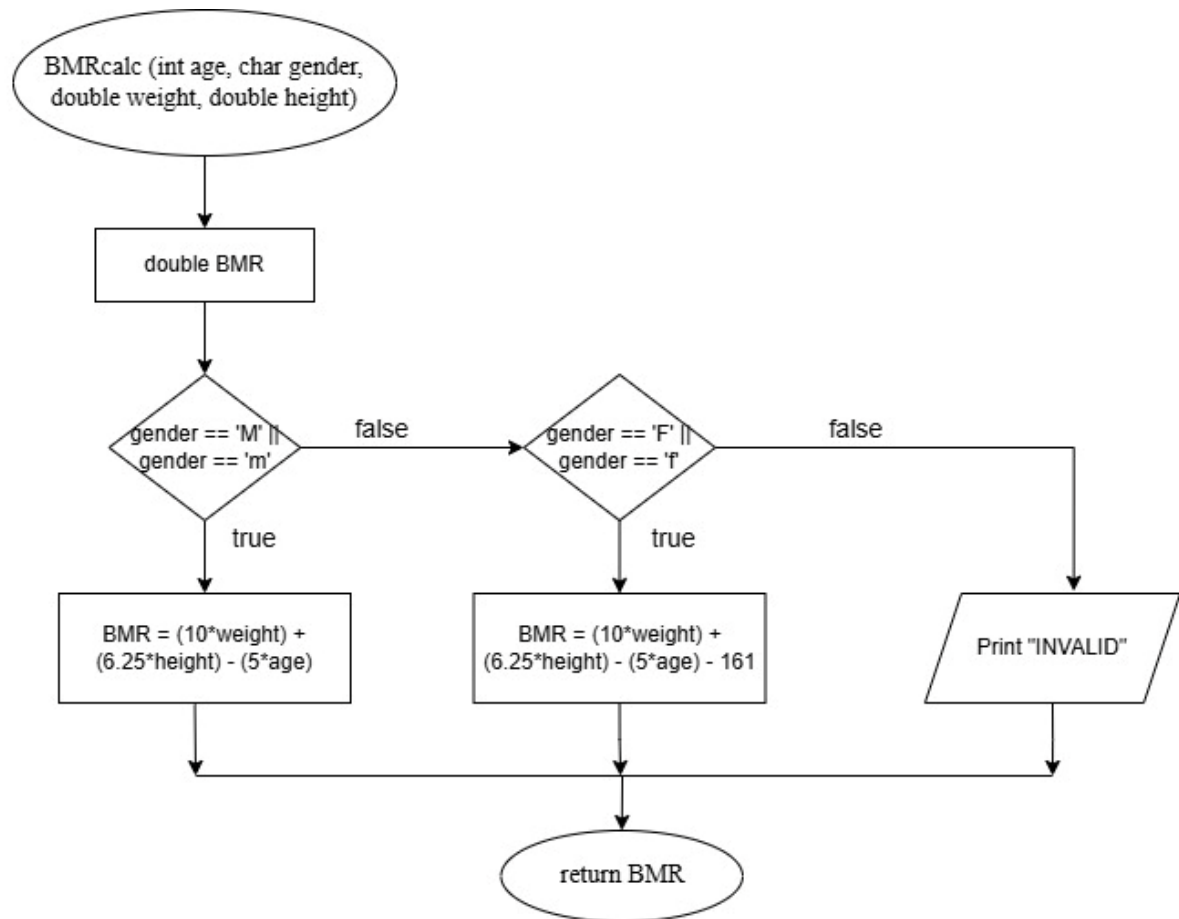 BMRcalc (int age, char gender,
double weight, double height)
double BMR
gender == 'M' ||
gender == 'm'
false
gender == 'F' ||
gender == 'f'
false
true
true
BMR = (10*weight) +
(6.25*height) - (5*age)
BMR = (10*weight) +
(6.25*height) - (5*age) - 161
Print "INVALID"
return BMR